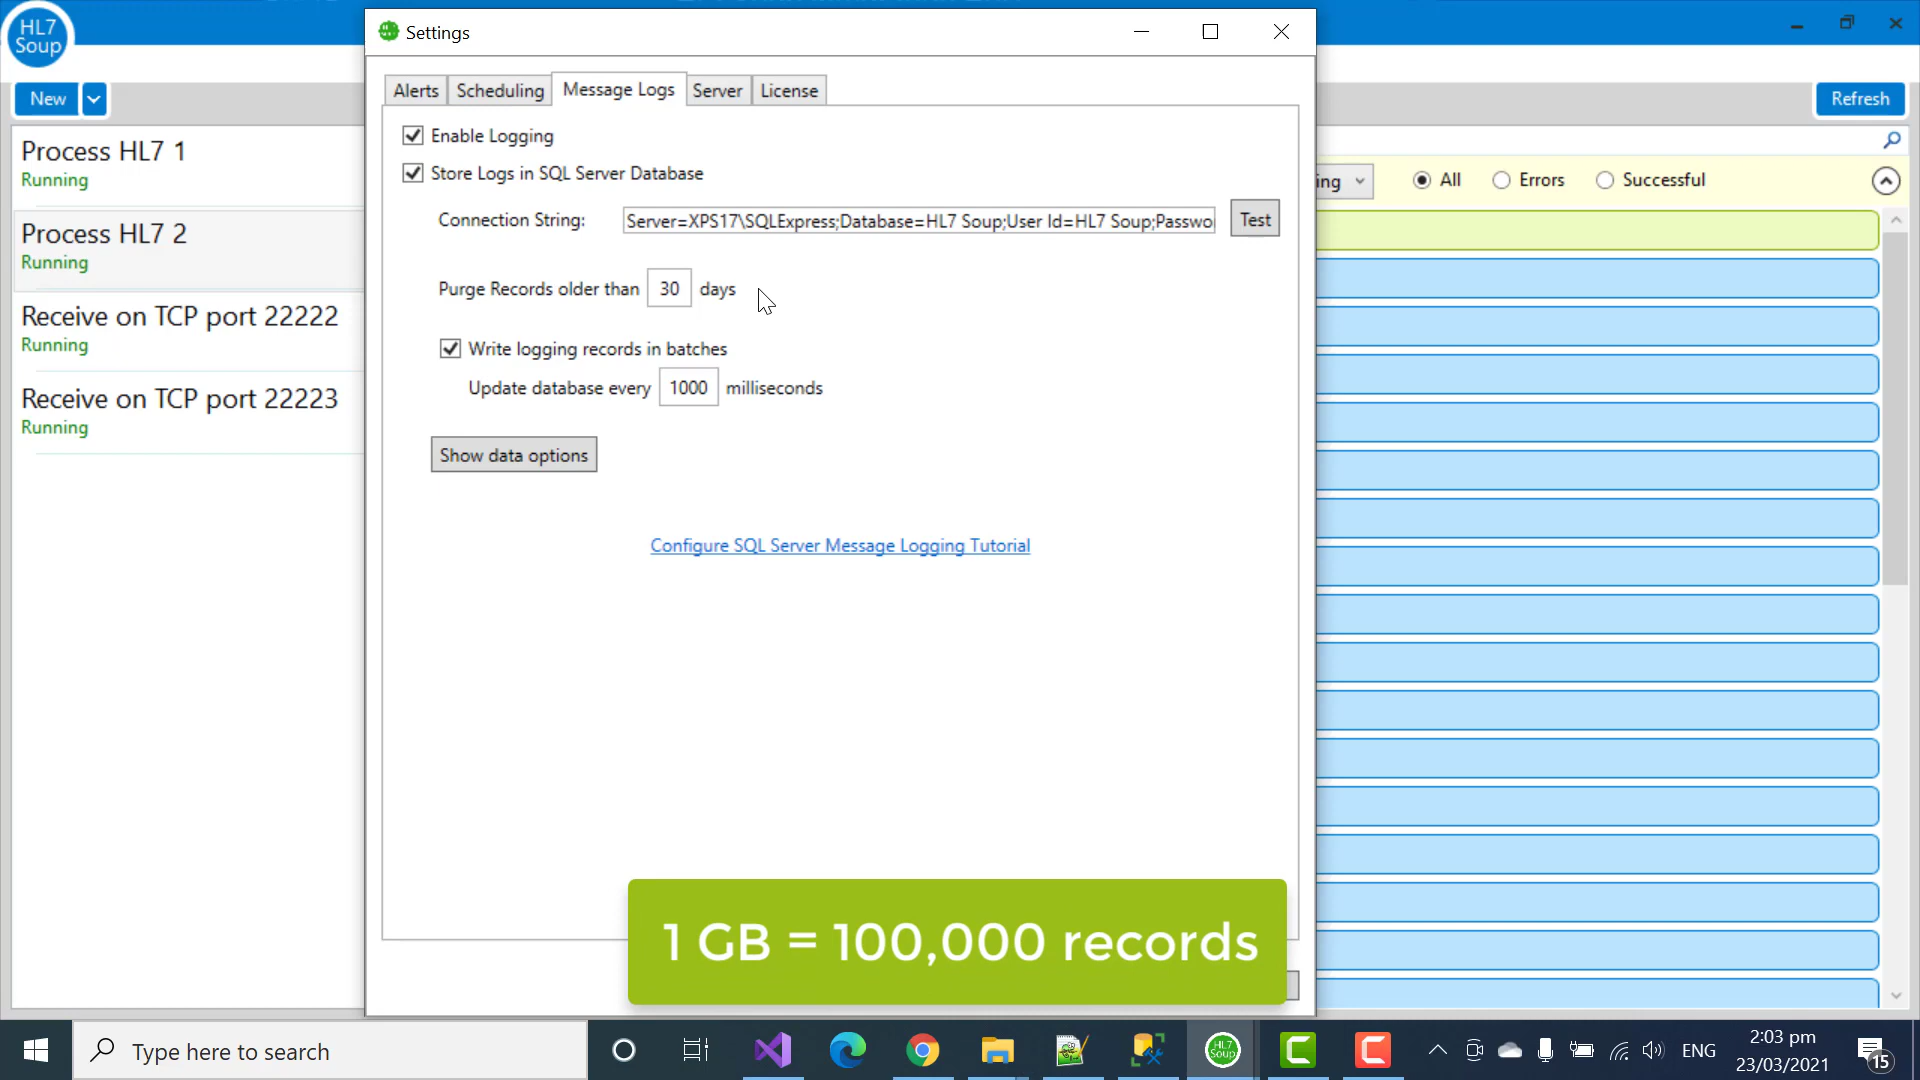 HL7
Soup
Settings
New
Refresh
Alerts
Scheduling
Message Logs
Server
License
Enable Logging
Store Logs in SQL Server Database
Connection String:
Server=XPS17\SQLExpress;Database=HL7 Soup;User Id=HL7 Soup;Passwo
Test
Purge Records older than 30 days
Write logging records in batches
Update database every 1000 milliseconds
Show data options
Configure SQL Server Message Logging Tutorial
Process HL7 1
Running
Process HL7 2
Running
Receive on TCP port 22222
Running
Receive on TCP port 22223
Running
ing
All
Errors
Successful
1 GB = 100,000 records
Type here to search
HL7
Soup
ENG
2:03 pm
23/03/2021
15